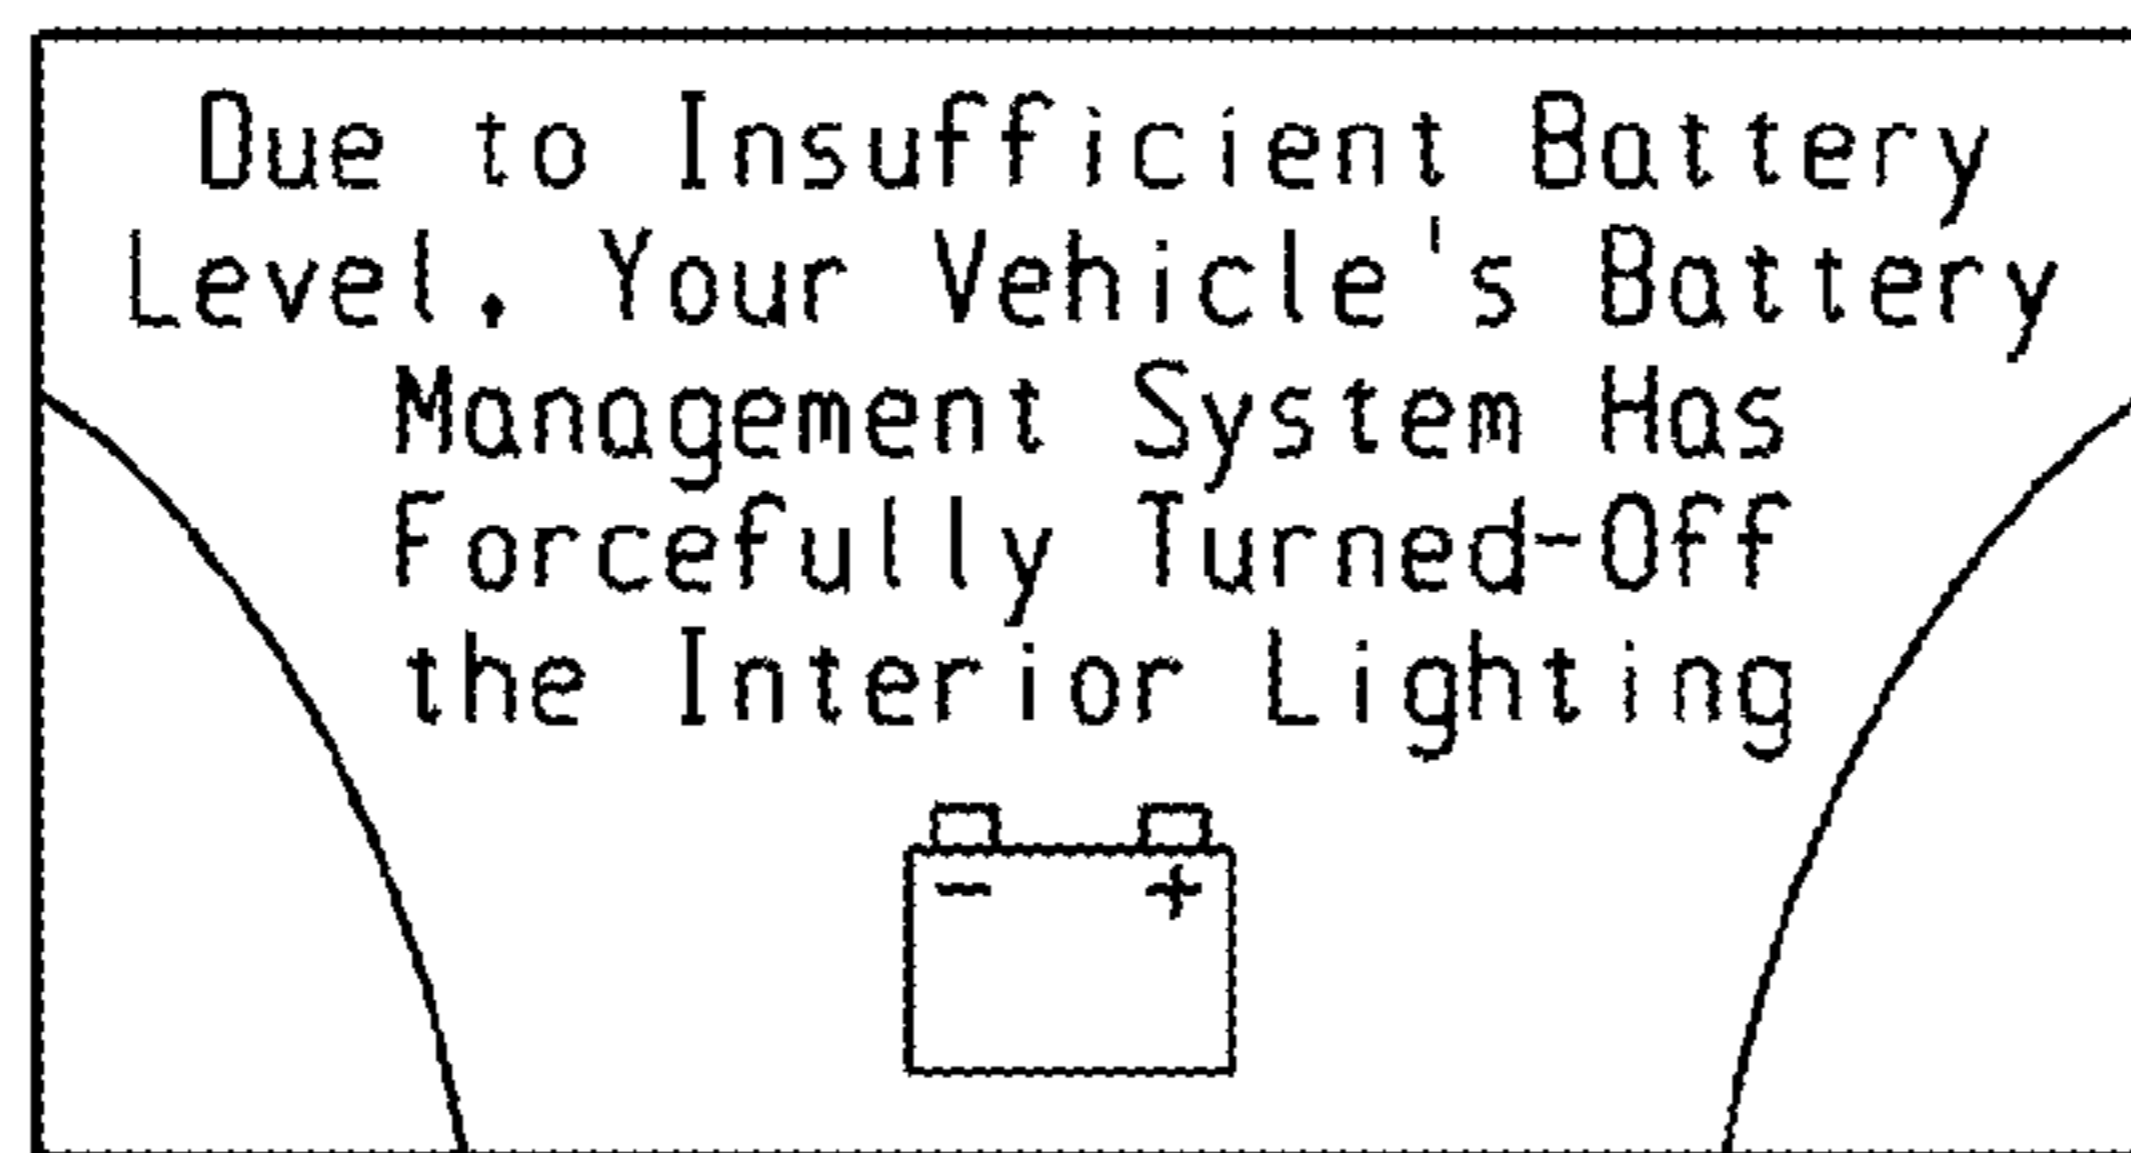 Due to Insufficient Battery
Level. Your Vehicle's Battery
Management System Has
Forcefully Turned-Off
the Interior Lighting
- +